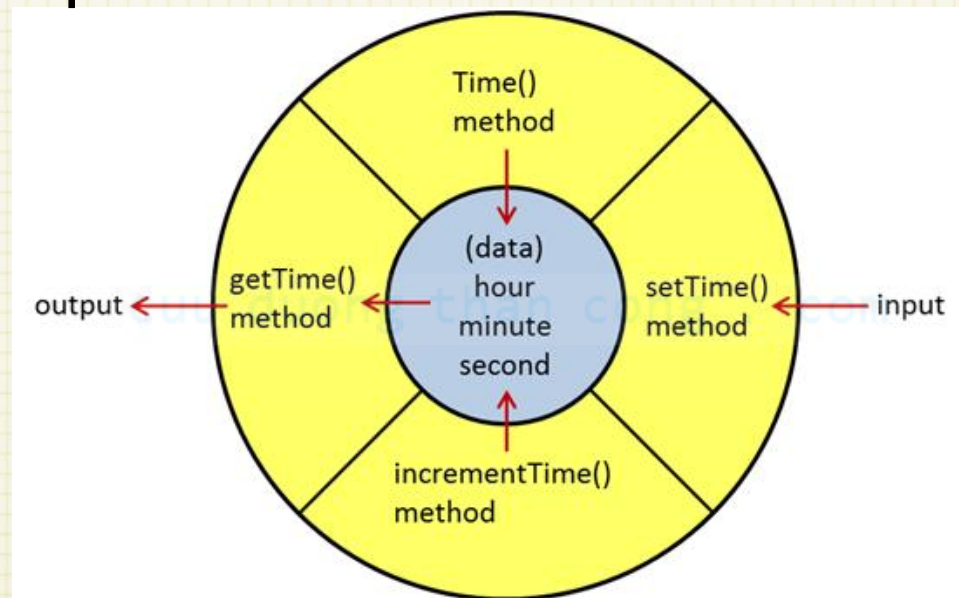 Time()
method
(data)
hour
minute
second
getTime()
method
output
setTime()
method
input
incrementTime()
method